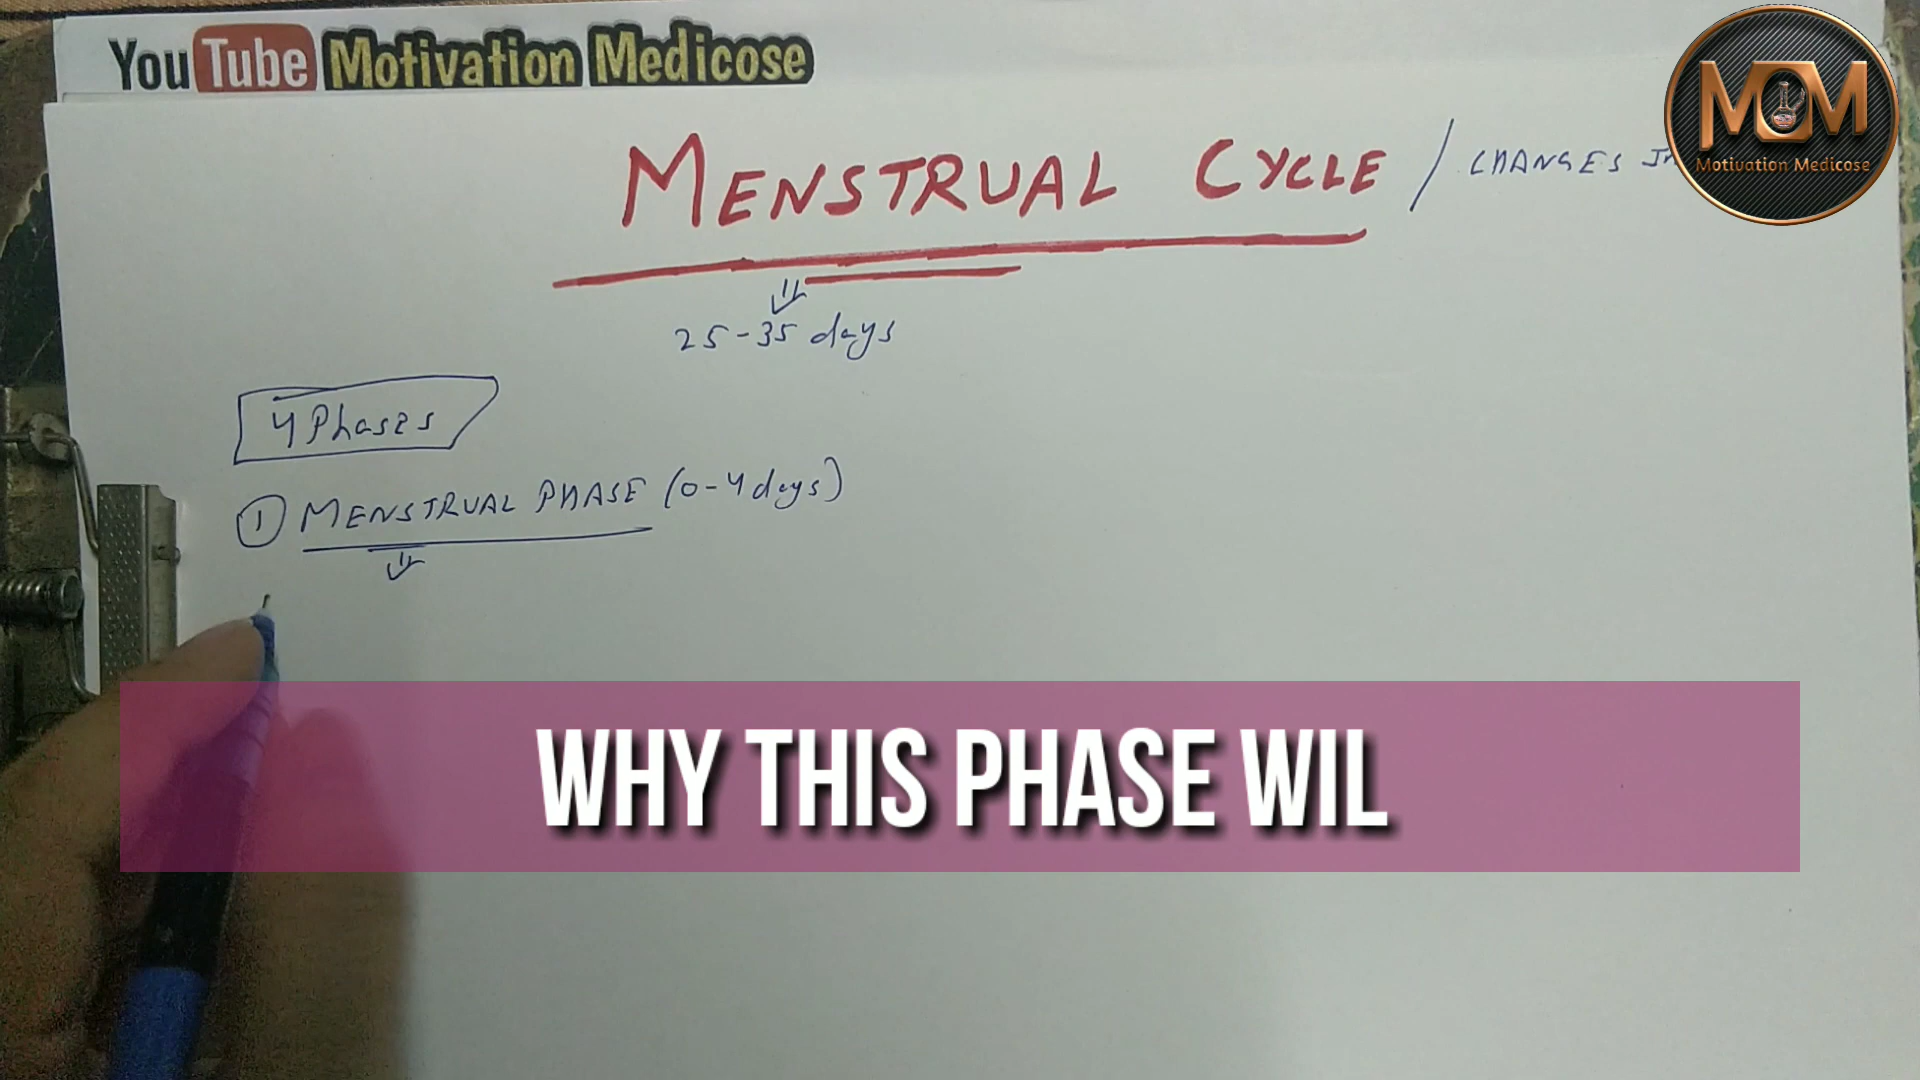 YouTube Motivation Medicose
MOM
Motivation Medicose
MENSTRUAL CYCLE / CHANGES IN
25-35 days
4 Phases
1 MENSTRUAL PHASE (0-4 days)
WHY THIS PHASE WIL